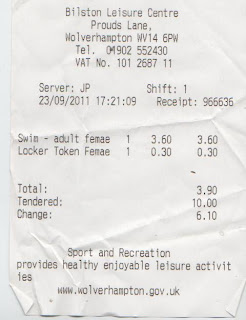 Bilston Leisure Centre
Prouds Lane,
Wolverhampton WV14 6PW
Tel. 01902 552430
VAT No. 101 2687 11
Server: JP Shift: 1
23/09/2011 17:21:09 Receipt: 966636
Swim - adult femae 1 3.60 3.60
Locker Token Femae 1 0.30 0.30
Total: 3.90
Tendered: 10.00
Change: 6.10
Sport and Recreation
provides healthy enjoyable leisure activit
ies
www.wolverhampton.gov.uk